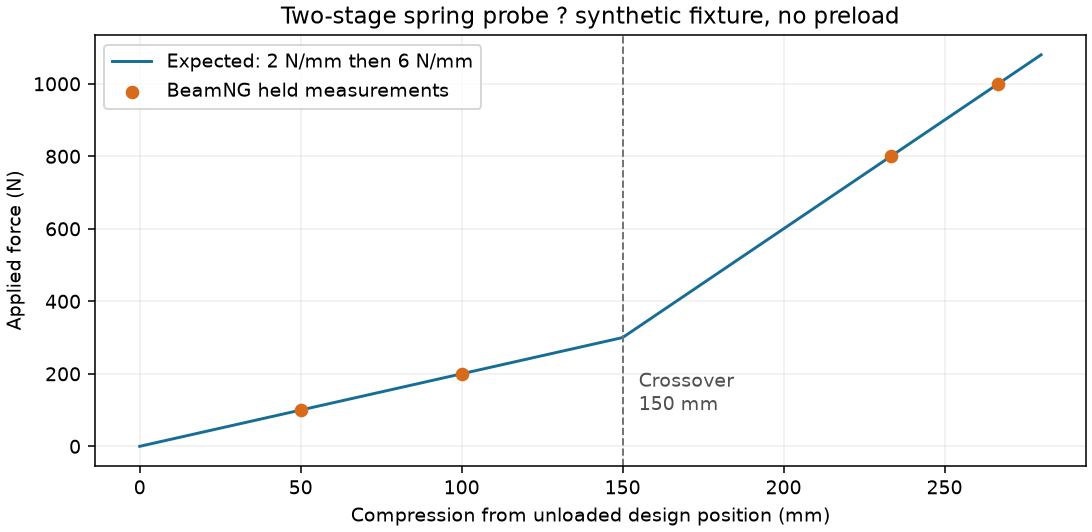 Two-stage spring probe ? synthetic fixture, no preload
Expected: 2 N/mm then 6 N/mm
BeamNG held measurements
Applied force (N)
1000
800
600
400
200
0
Crossover
150 mm
0
50
100
150
200
250
Compression from unloaded design position (mm)